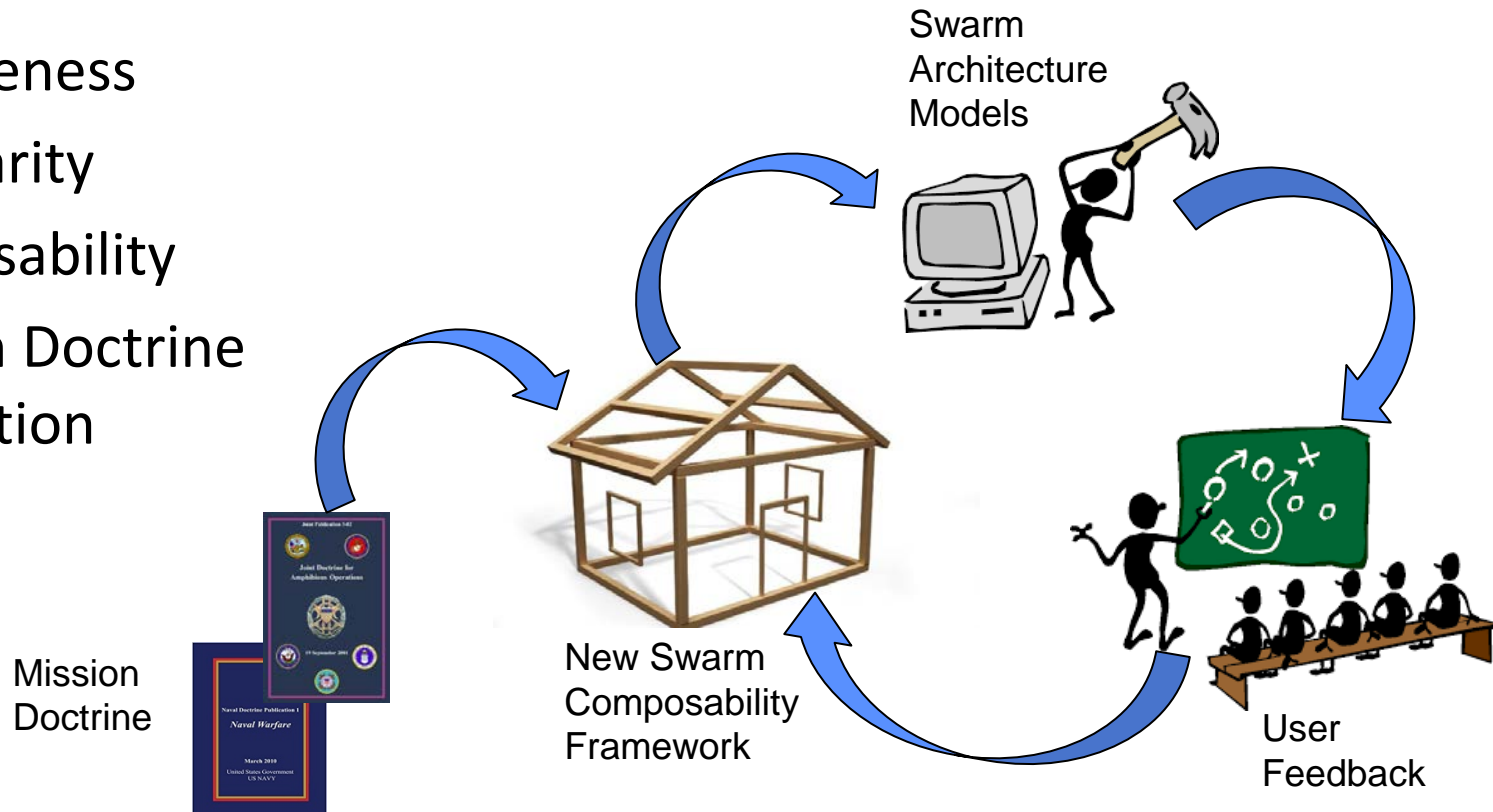 eness
arity
sability
n Doctrine
tion
Swarm
Architecture
Models
Joint Publication 3-02
Joint Doctrine for
Amphibious Operations
19 September 2001
Mission
Doctrine
Naval Doctrine Publication 1
Naval Warfare
March 2010
United States Government
US NAVY
New Swarm
Composability
Framework
User
Feedback